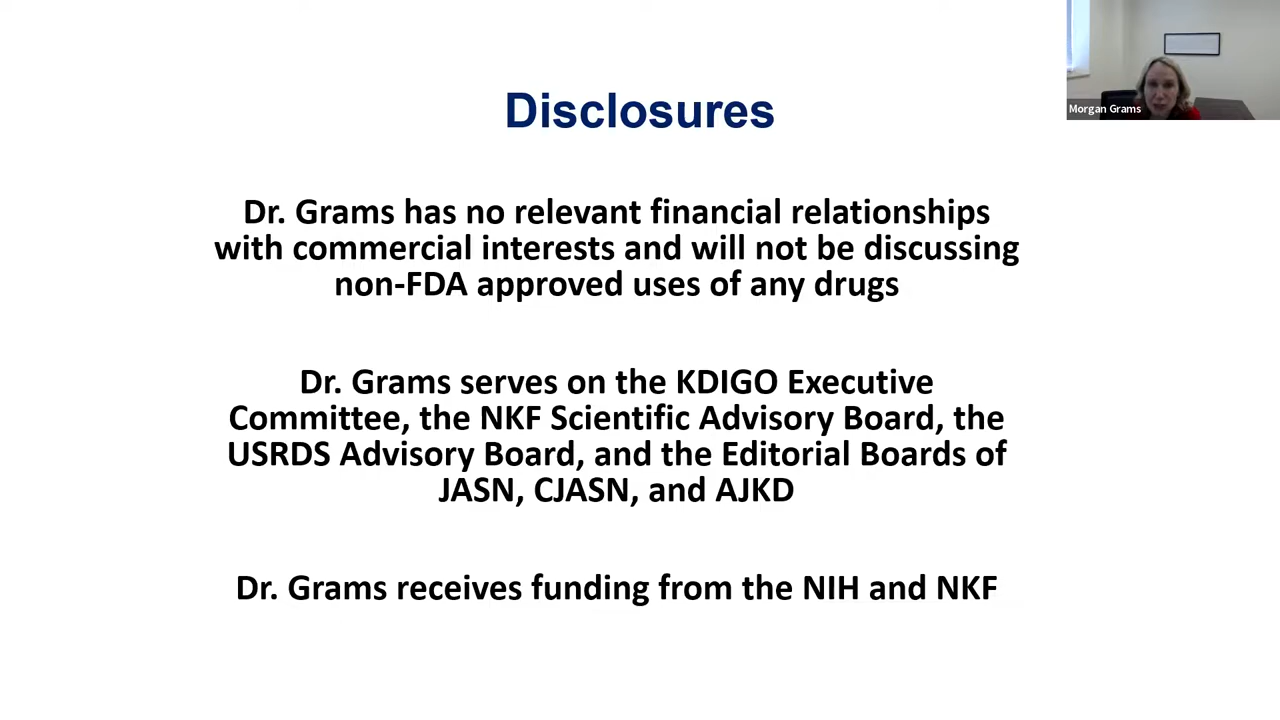 Disclosures
Morgan Grams
Dr. Grams has no relevant financial relationships
with commercial interests and will not be discussing
non-FDA approved uses of any drugs
Dr. Grams serves on the KDIGO Executive
Committee, the NKF Scientific Advisory Board, the
USRDS Advisory Board, and the Editorial Boards of
JASN, CJASN, and AJKD
Dr. Grams receives funding from the NIH and NKF